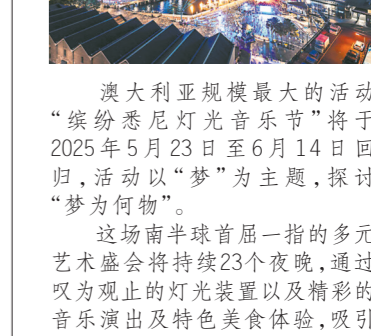 澳大利亚规模最大的活动
“缤纷悉尼灯光音乐节”将于
2025年5月23日至6月14日回
归,活动以“梦”为主题,探讨
“梦为何物”。
这场南半球首屈一指的多元
艺术盛会将持续23个夜晚,通过
叹为观止的灯光装置以及精彩的
音乐演出及特色美食体验,吸引